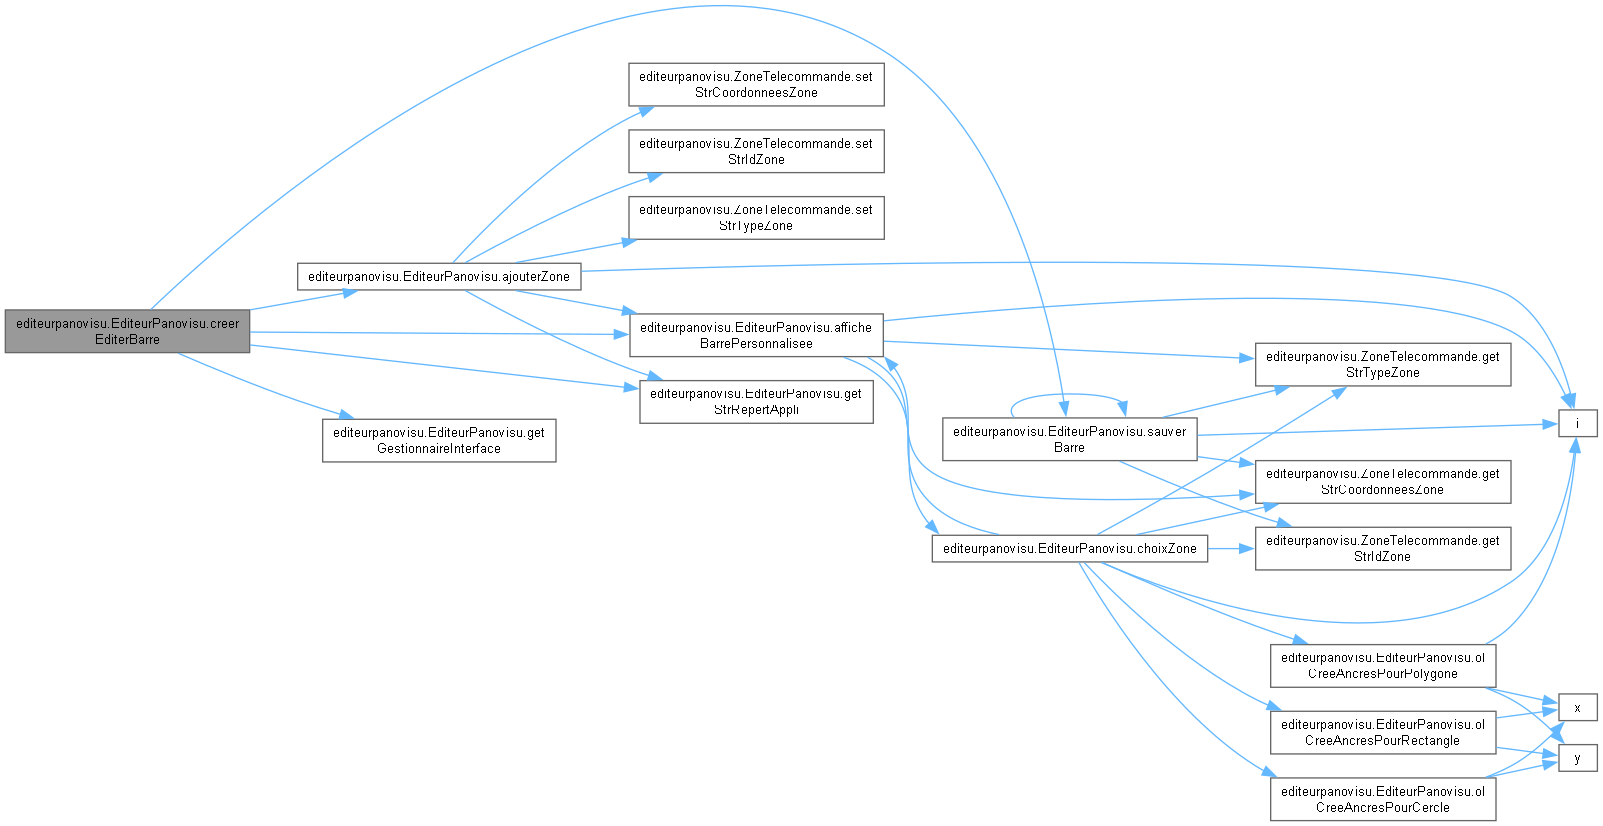 editeurpanovisu.EditeurPanovisu.creer
EditerBarre
editeurpanovisu.EditeurPanovisu.ajouterZone
editeurpanovisu.EditeurPanovisu.get
GestionnaireInterface
editeurpanovisu.ZoneTelecommande.set
StrCoordonneesZone
editeurpanovisu.ZoneTelecommande.set
StrIdZone
editeurpanovisu.ZoneTelecommande.set
StrTypeZone
editeurpanovisu.EditeurPanovisu.affiche
BarrePersonnalisee
editeurpanovisu.EditeurPanovisu.get
StrRepertAppli
editeurpanovisu.EditeurPanovisu.sauver
Barre
editeurpanovisu.EditeurPanovisu.choixZone
editeurpanovisu.ZoneTelecommande.get
StrTypeZone
editeurpanovisu.ZoneTelecommande.get
StrCoordonneesZone
editeurpanovisu.ZoneTelecommande.get
StrIdZone
editeurpanovisu.EditeurPanovisu.ol
CreeAncresPourPolygone
editeurpanovisu.EditeurPanovisu.ol
CreeAncresPourRectangle
editeurpanovisu.EditeurPanovisu.ol
CreeAncresPourCercle
i
x
y